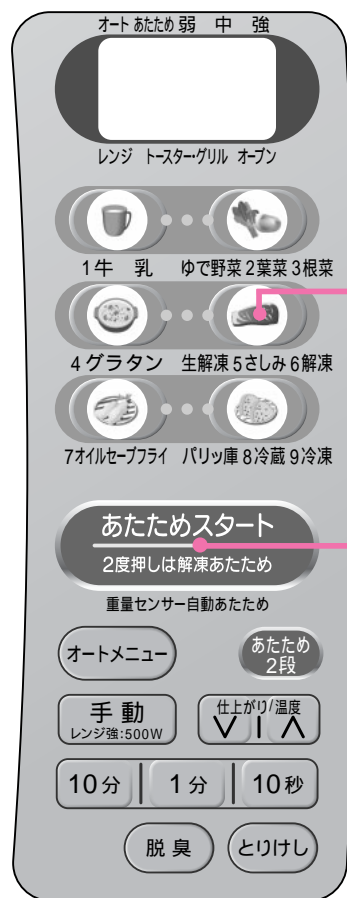 オート あたため 弱 中 強
レンジ トースター・グリル オーブン
1牛 乳 ゆで野菜 2葉菜 3根菜
4グラタン 生解凍 5さしみ 6解凍
7オイルセーブフライ パリッ庫 8冷蔵 9冷凍
あたためスタート
2度押しは解凍あたため
重量センサー自動あたため
オートメニュー
あたため
2段
手動
レンジ強:500W
仕上がり/温度
10分 1分 10秒
脱臭 とりけし